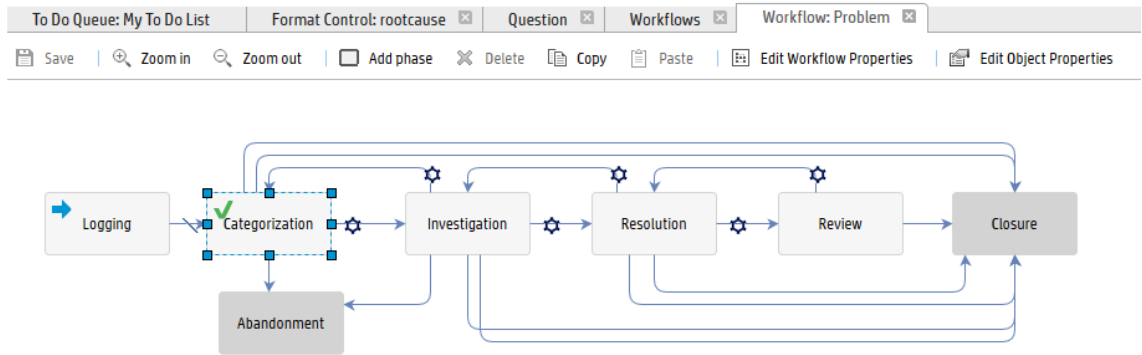 To Do Queue: My To Do List Format Control: rootcause Question Workflows Workflow: Problem
Save Zoom in Zoom out Add phase Delete Copy Paste Edit Workflow Properties Edit Object Properties
Logging Categorization Investigation Resolution Review Closure
Abandonment